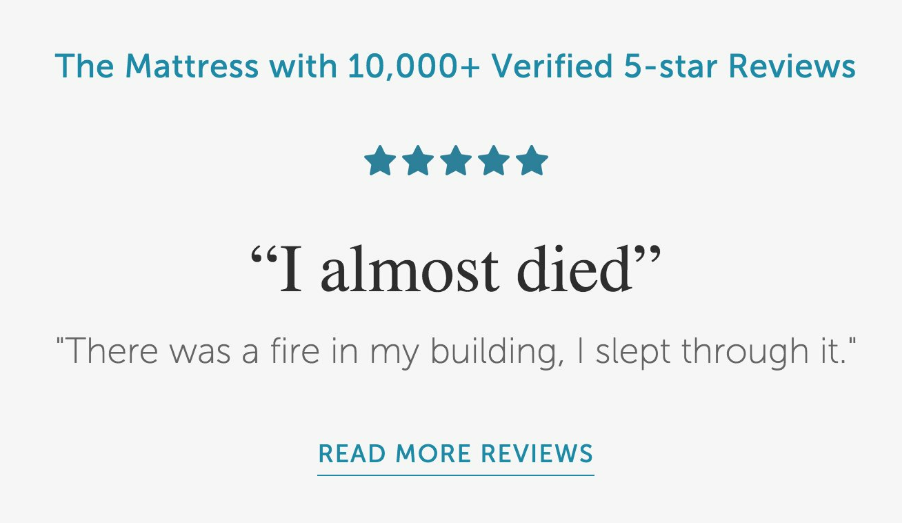 The Mattress with 10,000+ Verified 5-star Reviews
“I almost died”
"There was a fire in my building, I slept through it."
READ MORE REVIEWS